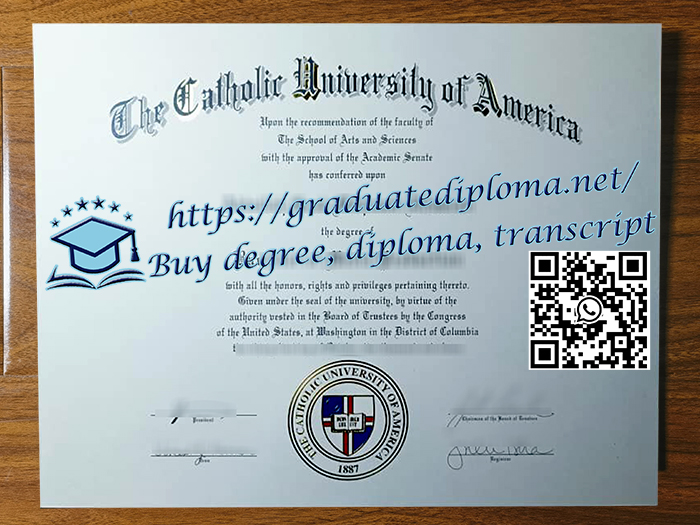 The Catholic University of America
Upon the recommendation of the faculty of
The School of Arts and Sciences
with the approval of the Academic Senate
has conferred upon
https://graduatediploma.net/
the degree of
Buy degree, diploma, transcript
with all the honors, rights and privileges pertaining thereto.
Given under the seal of the university, by virtue of the
authority vested in the Board of Trustees by the Congress
of the United States, at Washington in the District of Columbia
President
Chairman of the Board of Trustees
Dean
Registrar
THE CATHOLIC UNIVERSITY OF AMERICA
1887